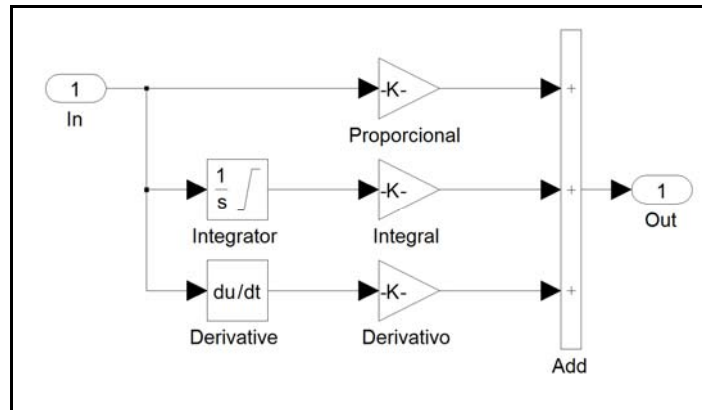 1
In
-K-
Proporcional
+
1
s
Integrator
-K-
Integral
+
1
Out
du/dt
Derivative
-K-
Derivativo
+
Add